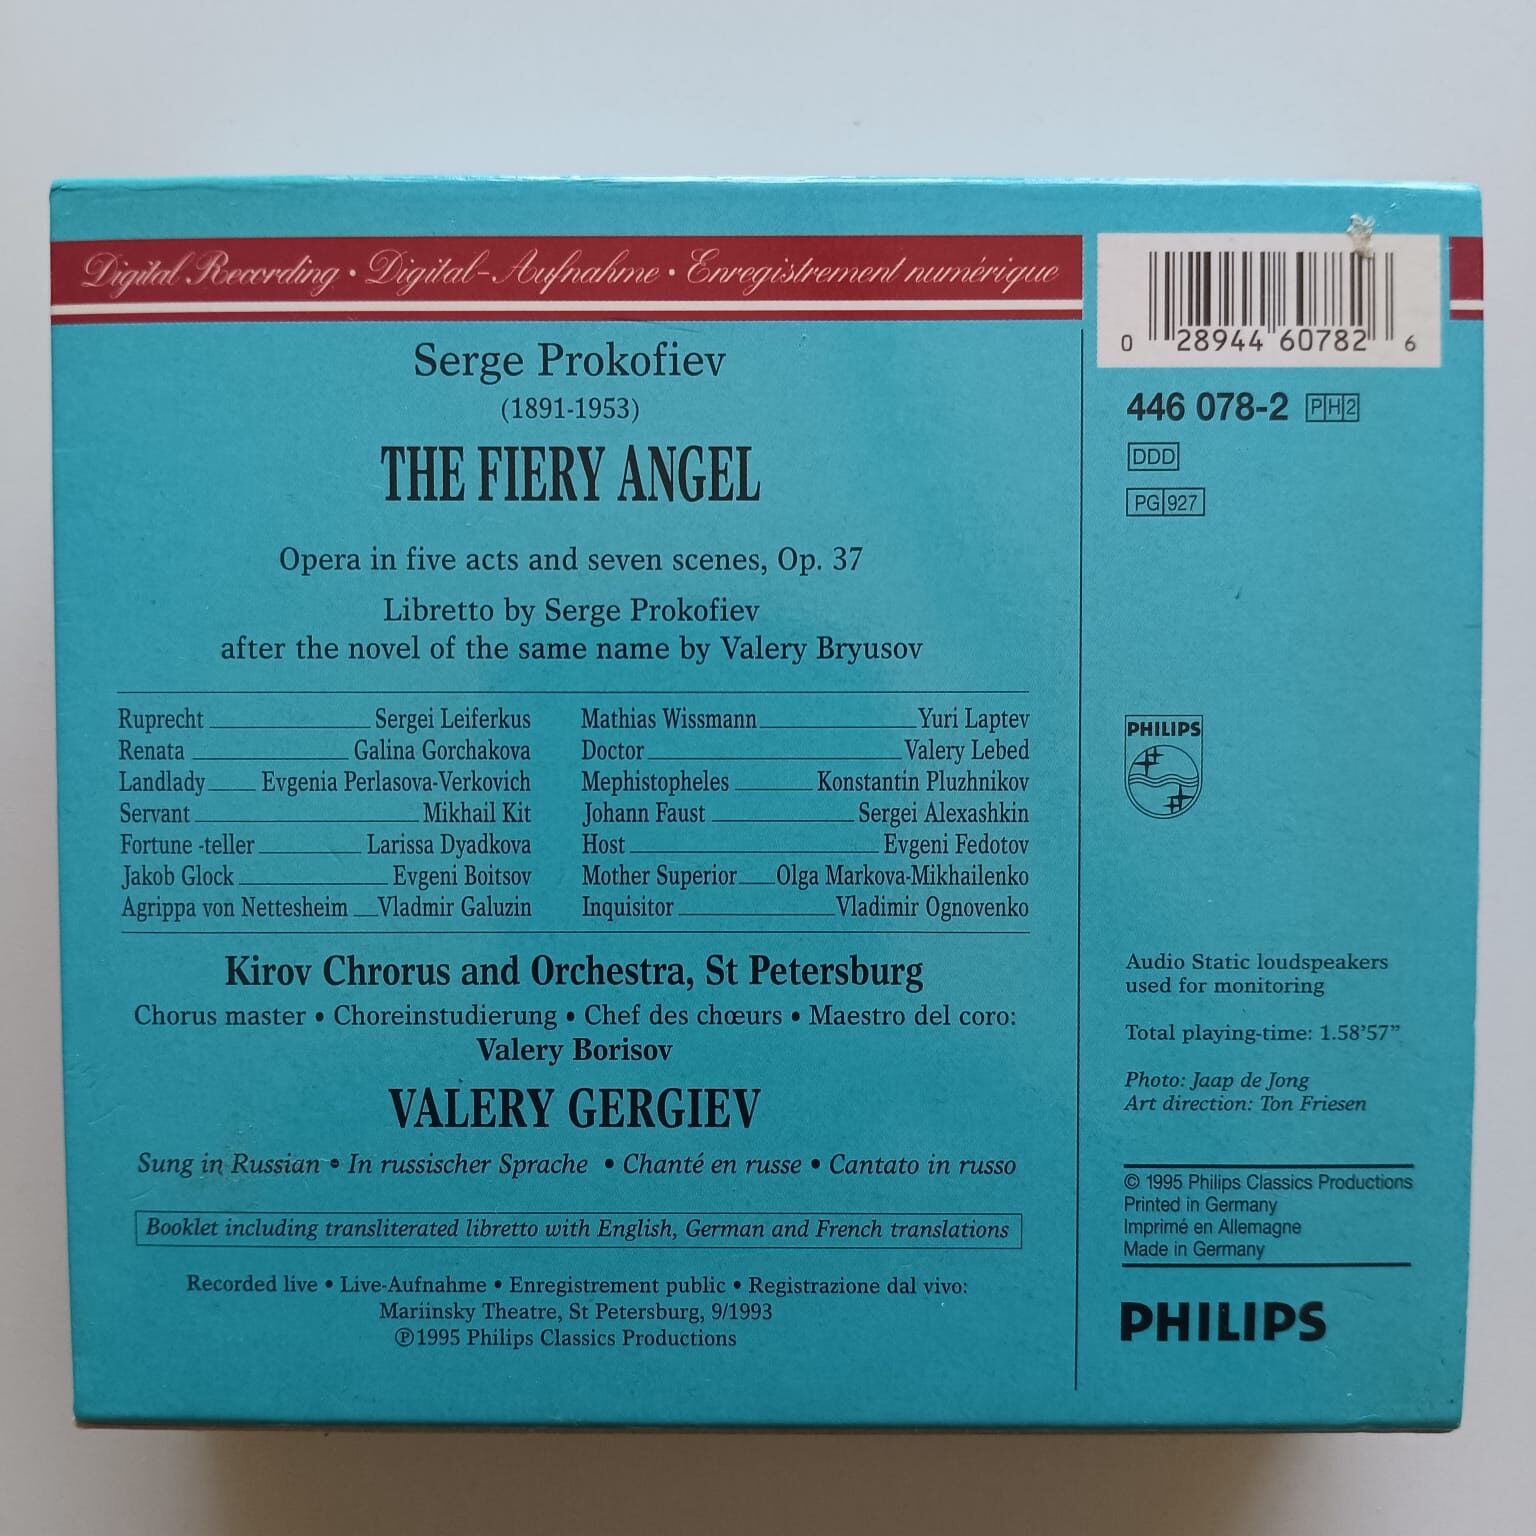 Digital Recording · Digital-Aufnahme · Enregistrement numérique
Serge Prokofiev
(1891-1953)
THE FIERY ANGEL
Opera in five acts and seven scenes, Op. 37
Libretto by Serge Prokofiev
after the novel of the same name by Valery Bryusov
Ruprecht Sergei Leiferkus
Renata Galina Gorchakova
Landlady Evgenia Perlasova-Verkovich
Servant Mikhail Kit
Fortune -teller Larissa Dyadkova
Jakob Glock Evgeni Boitsov
Agrippa von Nettesheim Vladmir Galuzin
Mathias Wissmann Yuri Laptev
Doctor Valery Lebed
Mephistopheles Konstantin Pluzhnikov
Johann Faust Sergei Alexashkin
Host Evgeni Fedotov
Mother Superior Olga Markova-Mikhailenko
Inquisitor Vladimir Ognovenko
Kirov Chrorus and Orchestra, St Petersburg
Chorus master • Choreinstudierung • Chef des chœurs • Maestro del coro:
Valery Borisov
VALERY GERGIEV
Sung in Russian • In russischer Sprache • Chanté en russe • Cantato in russo
Booklet including transliterated libretto with English, German and French translations
Recorded live • Live-Aufnahme • Enregistrement public • Registrazione dal vivo:
Mariinsky Theatre, St Petersburg, 9/1993
℗1995 Philips Classics Productions
0 28944 60782 6
446 078-2 PH2
DDD
PG 927
PHILIPS
Audio Static loudspeakers
used for monitoring
Total playing-time: 1.58'57”
Photo: Jaap de Jong
Art direction: Ton Friesen
© 1995 Philips Classics Productions
Printed in Germany
Imprimé en Allemagne
Made in Germany
PHILIPS